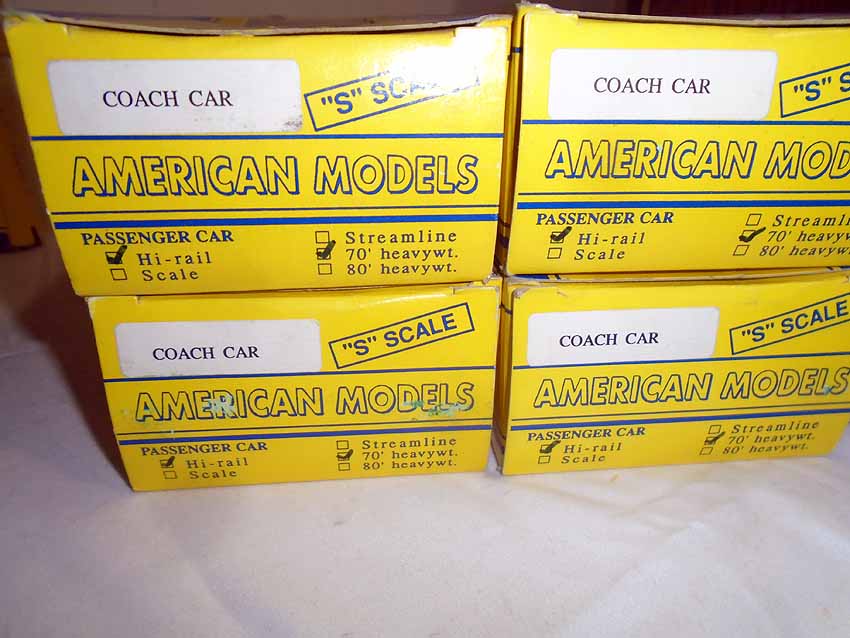 COACH CAR
"S" SCALE
AMERICAN MODELS
PASSENGER CAR
Hi-rail
Scale
Streamline
70' heavywt.
80' heavywt.
COACH CAR
"S" S
AMERICAN MOD
PASSENGER CAR
Hi-rail
Scale
Streaml
70' heavyw
80' heavyw
COACH CAR
"S" SCALE
AMERICAN MODELS
PASSENGER CAR
Hi-rail
Scale
Streamline
70' heavywt.
80' heavywt.
COACH CAR
"S" SCALE
AMERICAN MODELS
PASSENGER CAR
Hi-rail
Scale
Streamline
70' heavywt.
80' heavywt.